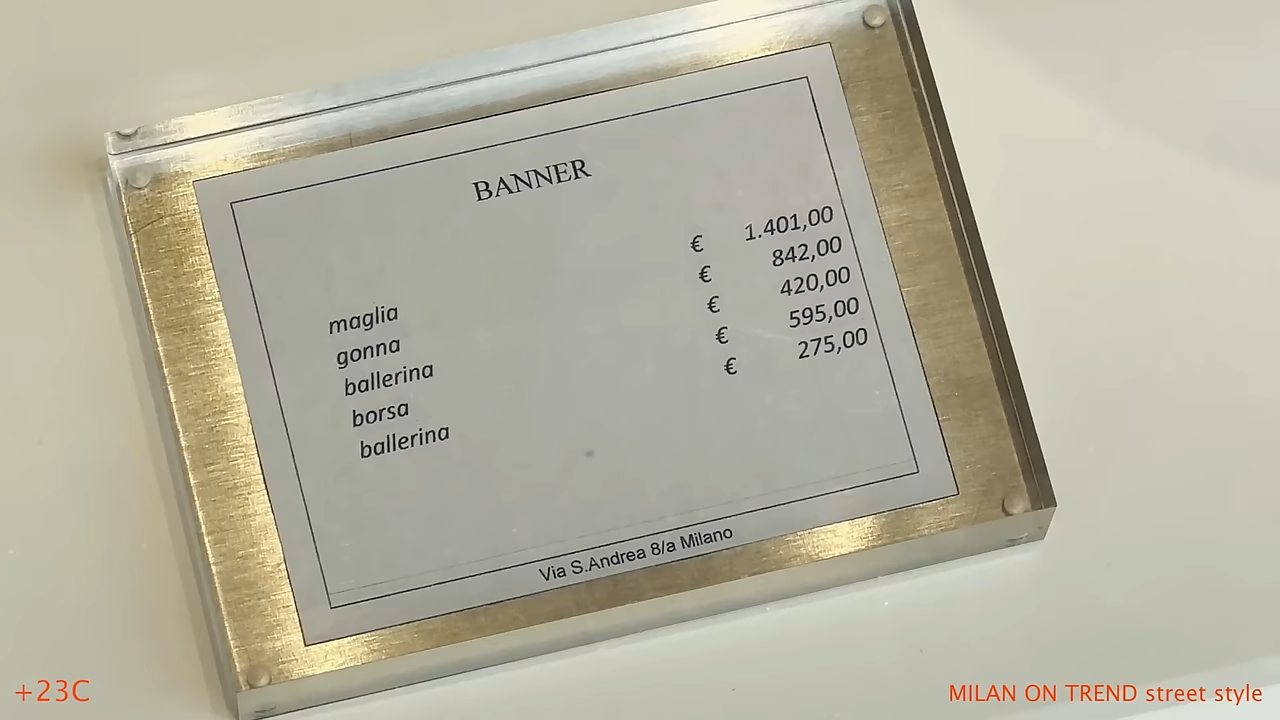 BANNER
maglia € 1.401,00
gonna € 842,00
ballerina € 420,00
borsa € 595,00
ballerina € 275,00
Via S.Andrea 8/a Milano
+23C
MILAN ON TREND street style